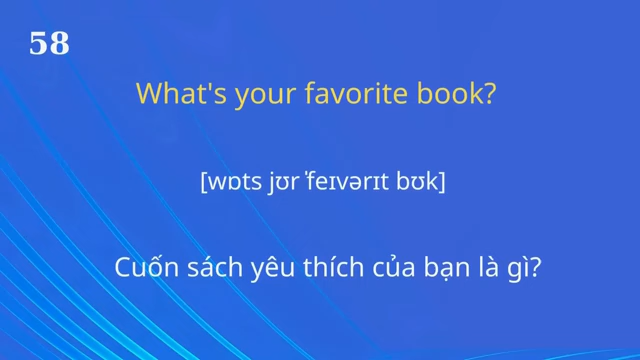 58
What's your favorite book?
[wɒts jʊr ˈfeɪvərɪt bʊk]
Cuốn sách yêu thích của bạn là gì?